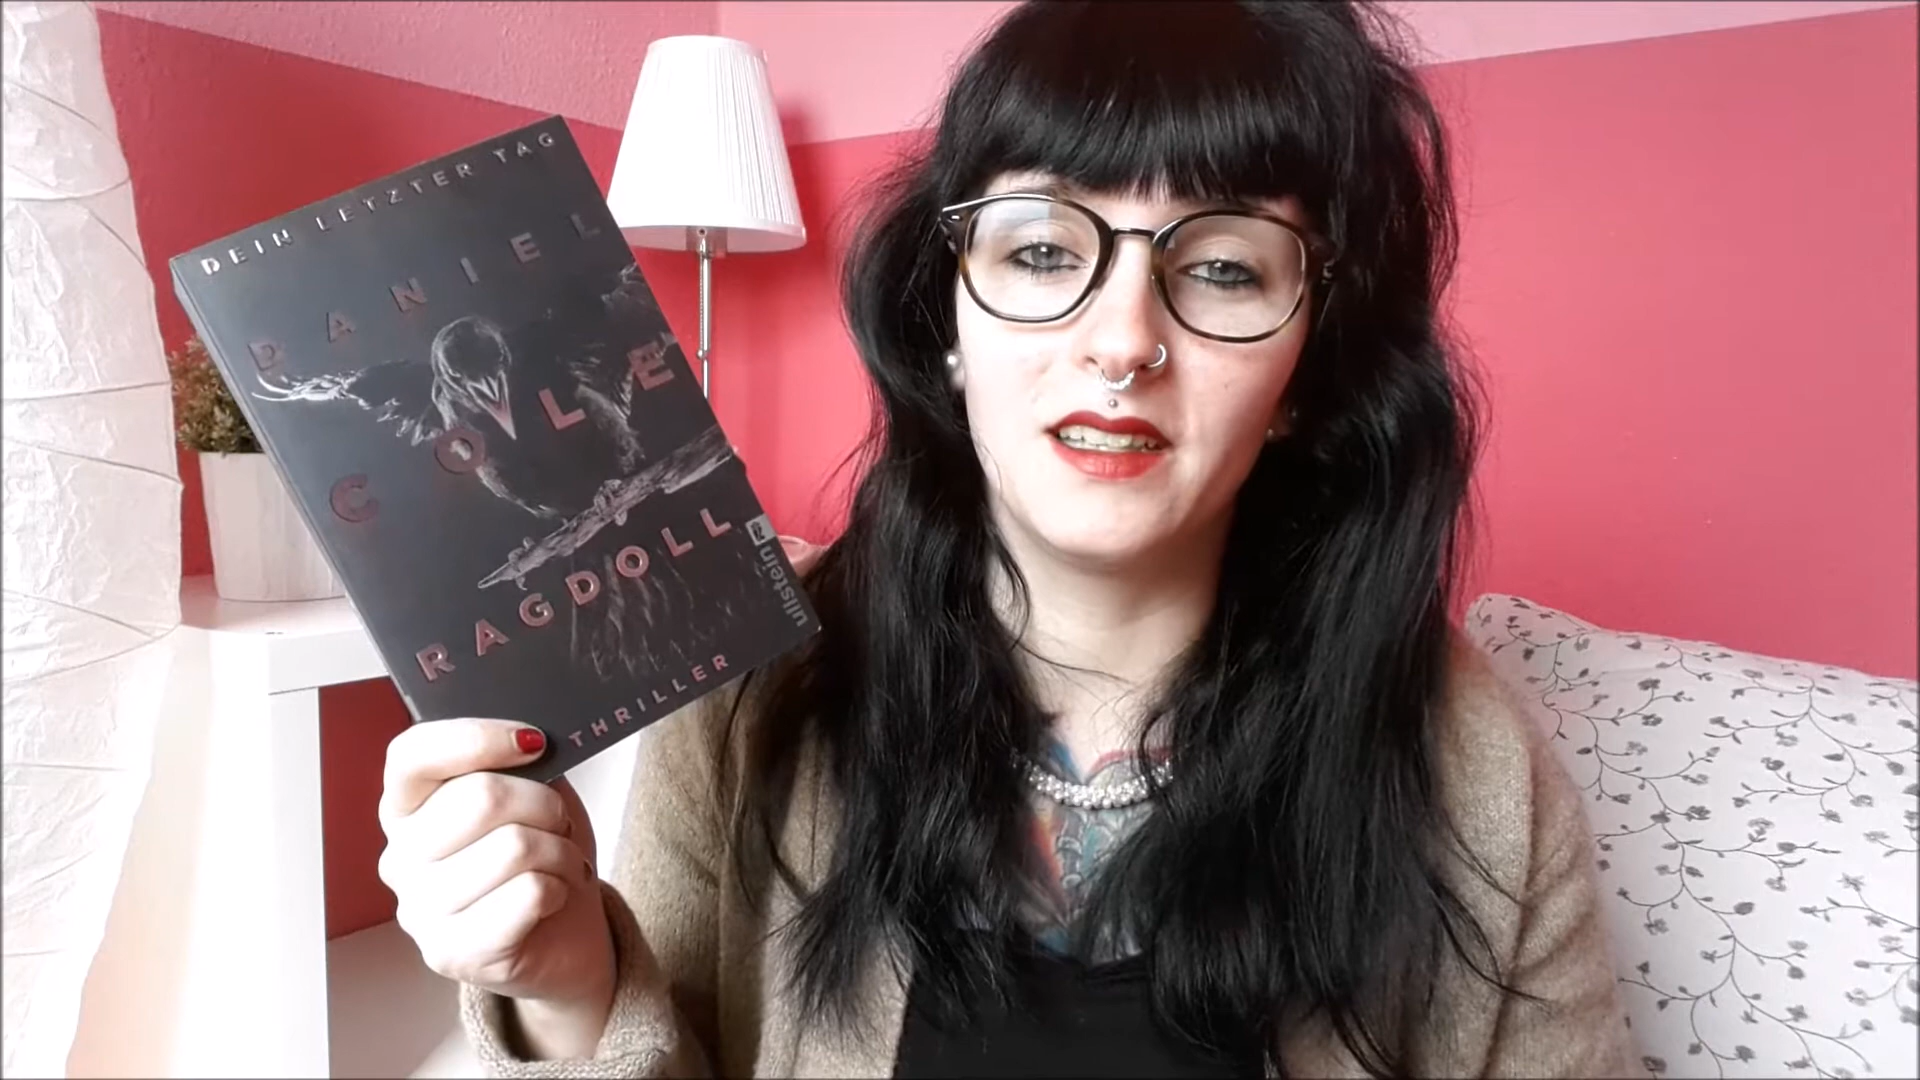 DEIN LETZTER TAG
DANIEL
COLE
RAGDOLL
ullstein
THRILLER